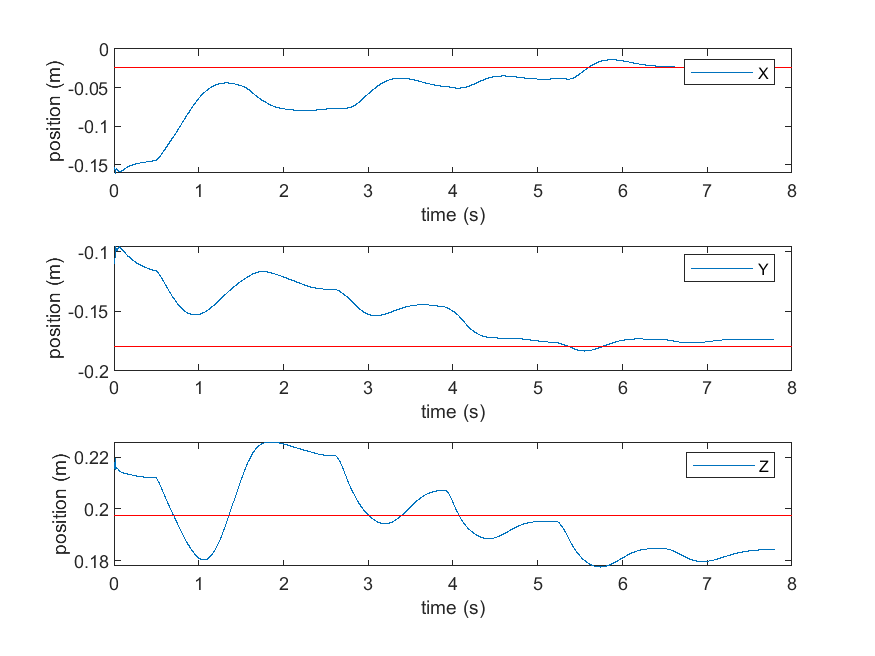 0
-0.05
-0.1
-0.15
position (m)
X
0 1 2 3 4 5 6 7 8
time (s)
-0.1
-0.15
-0.2
position (m)
Y
0 1 2 3 4 5 6 7 8
time (s)
0.22
0.2
0.18
position (m)
Z
0 1 2 3 4 5 6 7 8
time (s)